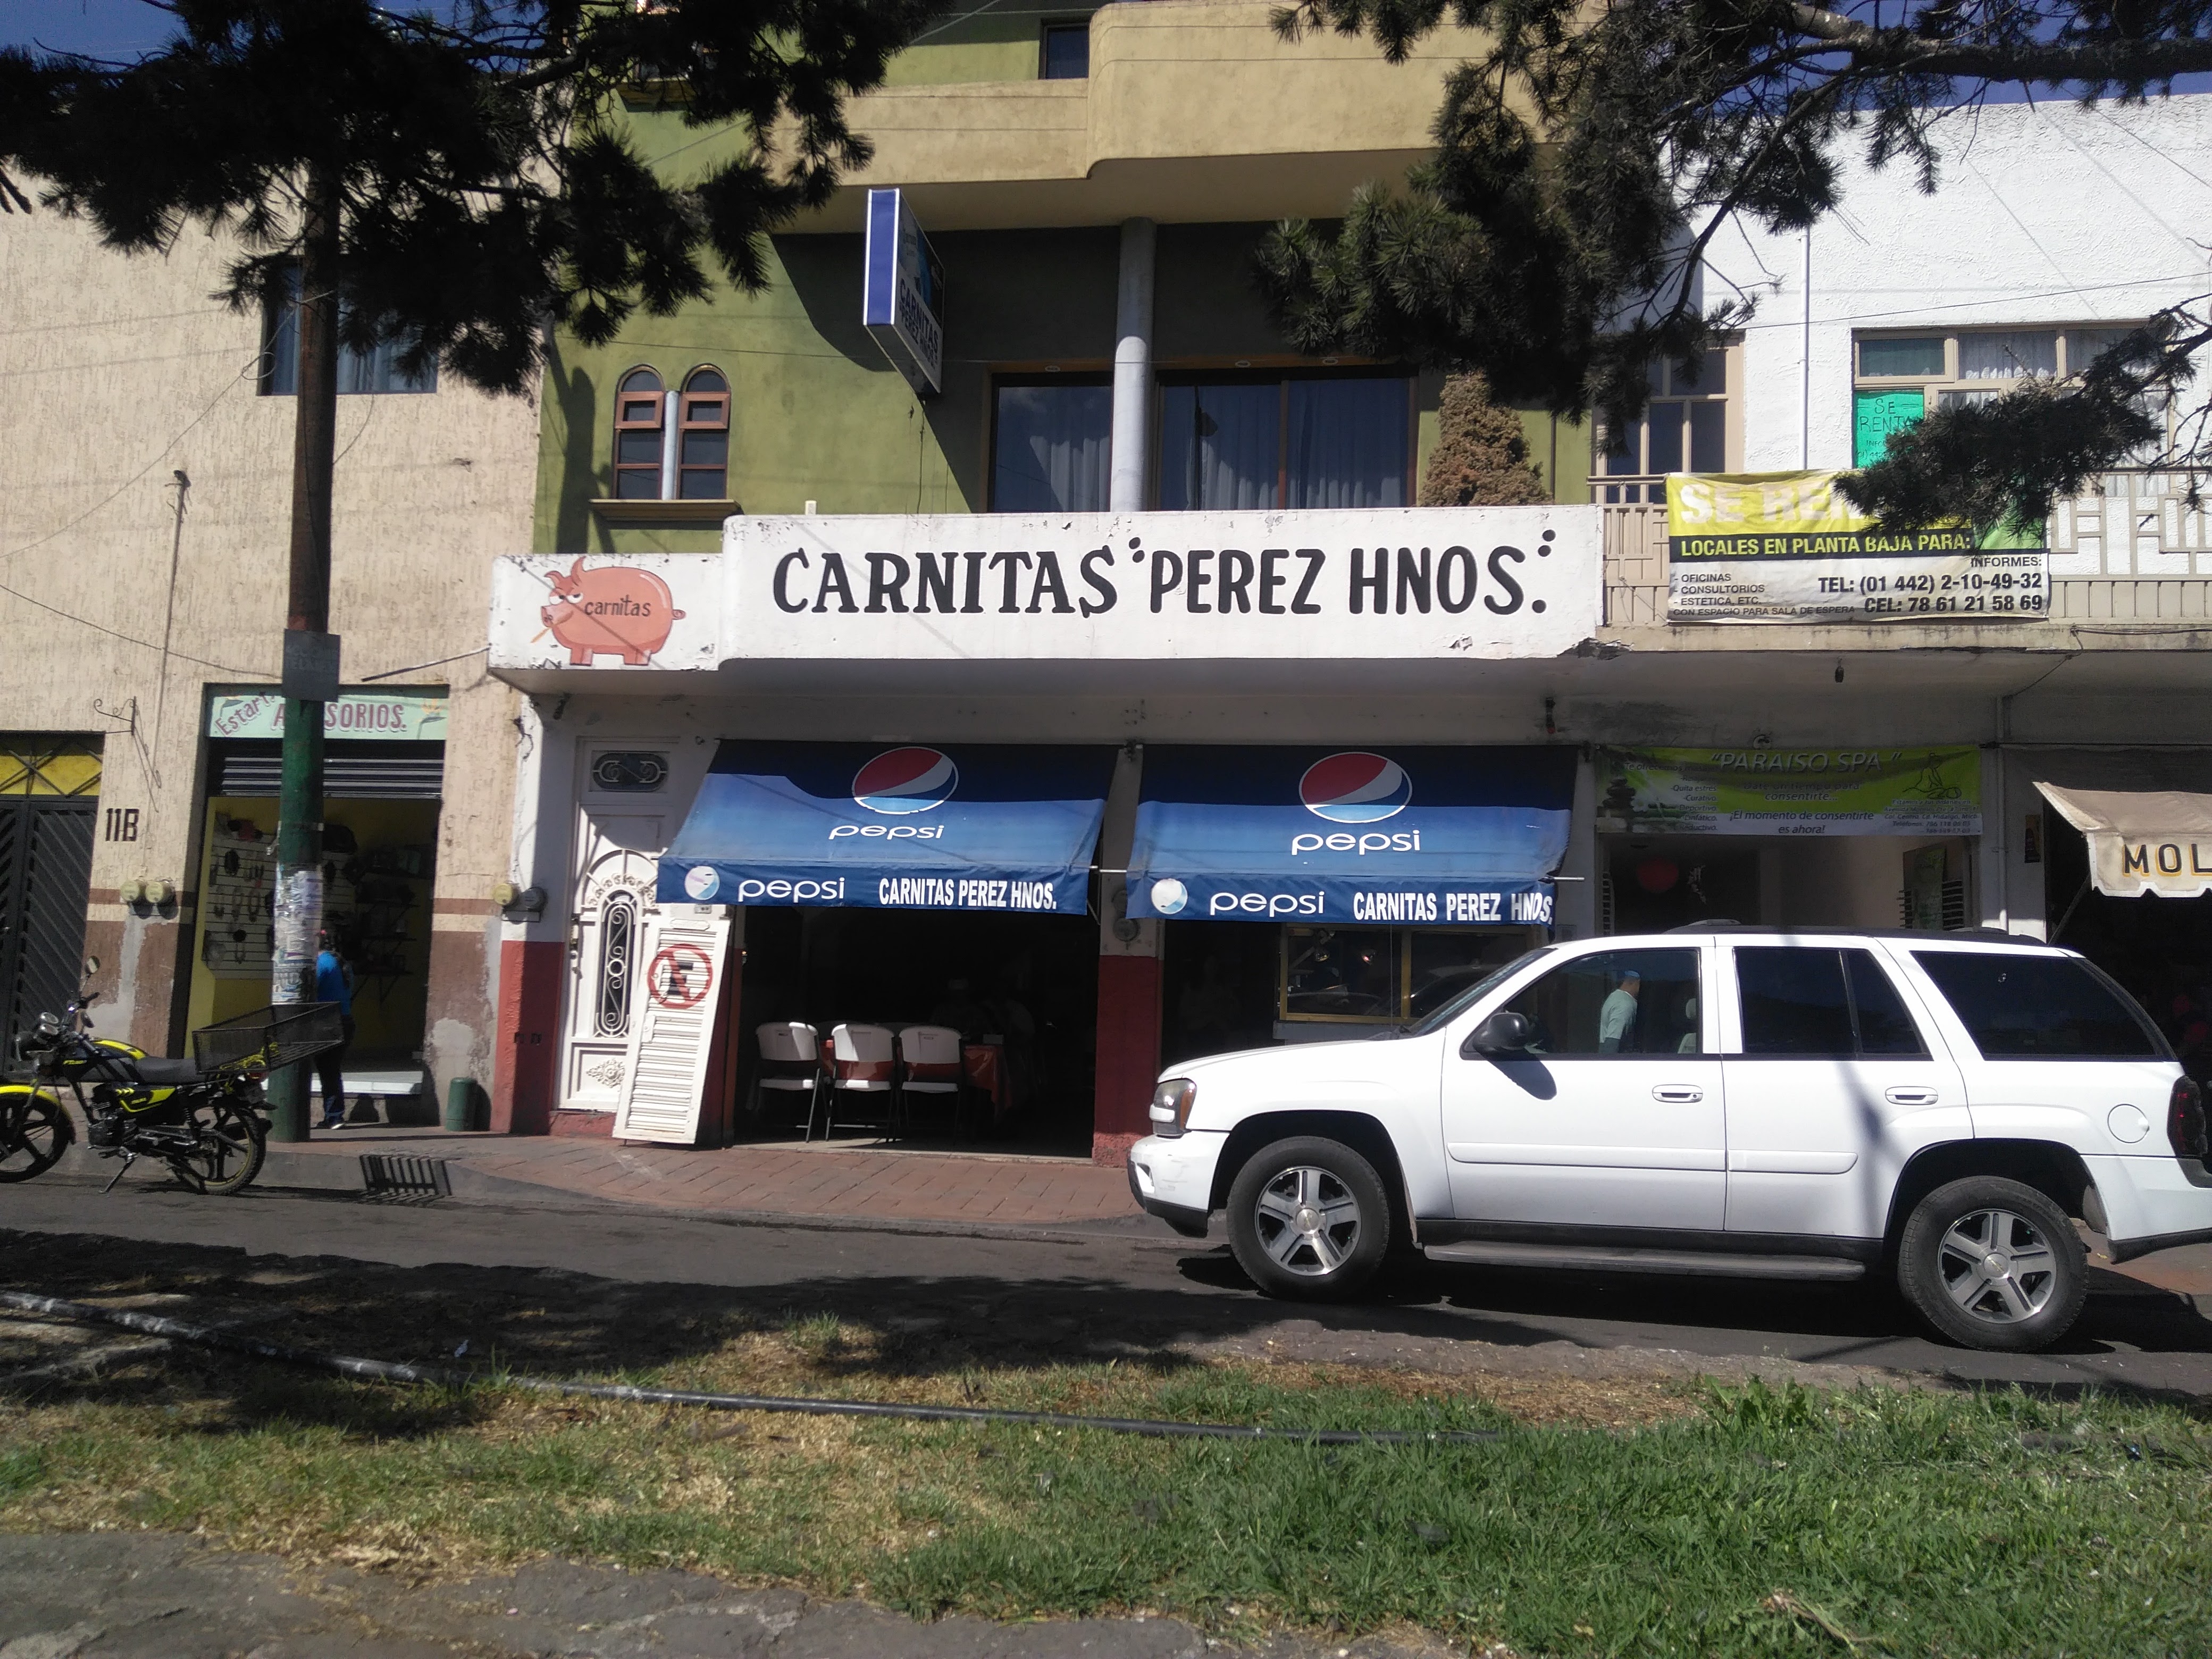 CARNITAS
carnitas
CARNITAS "PEREZ HNOS."
SE
RENTA
SE
LOCALES EN PLANTA BAJA PARA:
INFORMES:
- OFICINAS
- CONSULTORIOS
- ESTETICA, ETC.
CON ESPACIO PARA SALA DE ESPERA
TEL: (01 442) 2-10-49-32
CEL: 78 61 21 58 69
SORIOS.
11B
pepsi
pepsi CARNITAS PEREZ HNOS.
pepsi
pepsi CARNITAS PEREZ HNOS.
"PARAISO SPA"
consentirte...
¡El momento de consentirte
es ahora!
MOL